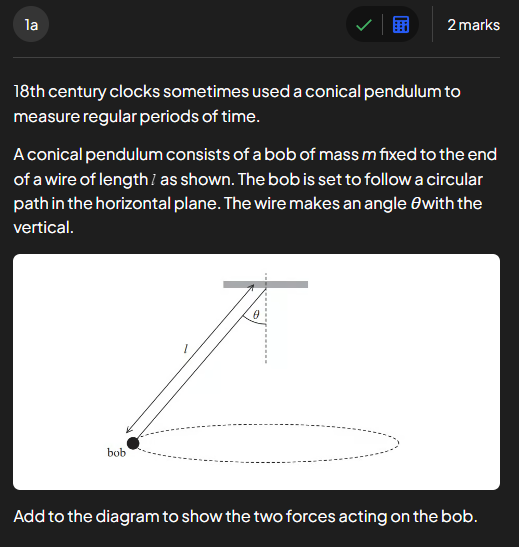 1a
2 marks
18th century clocks sometimes used a conical pendulum to
measure regular periods of time.
A conical pendulum consists of a bob of mass m fixed to the end
of a wire of length l as shown. The bob is set to follow a circular
path in the horizontal plane. The wire makes an angle θ with the
vertical.
θ
l
bob
Add to the diagram to show the two forces acting on the bob.